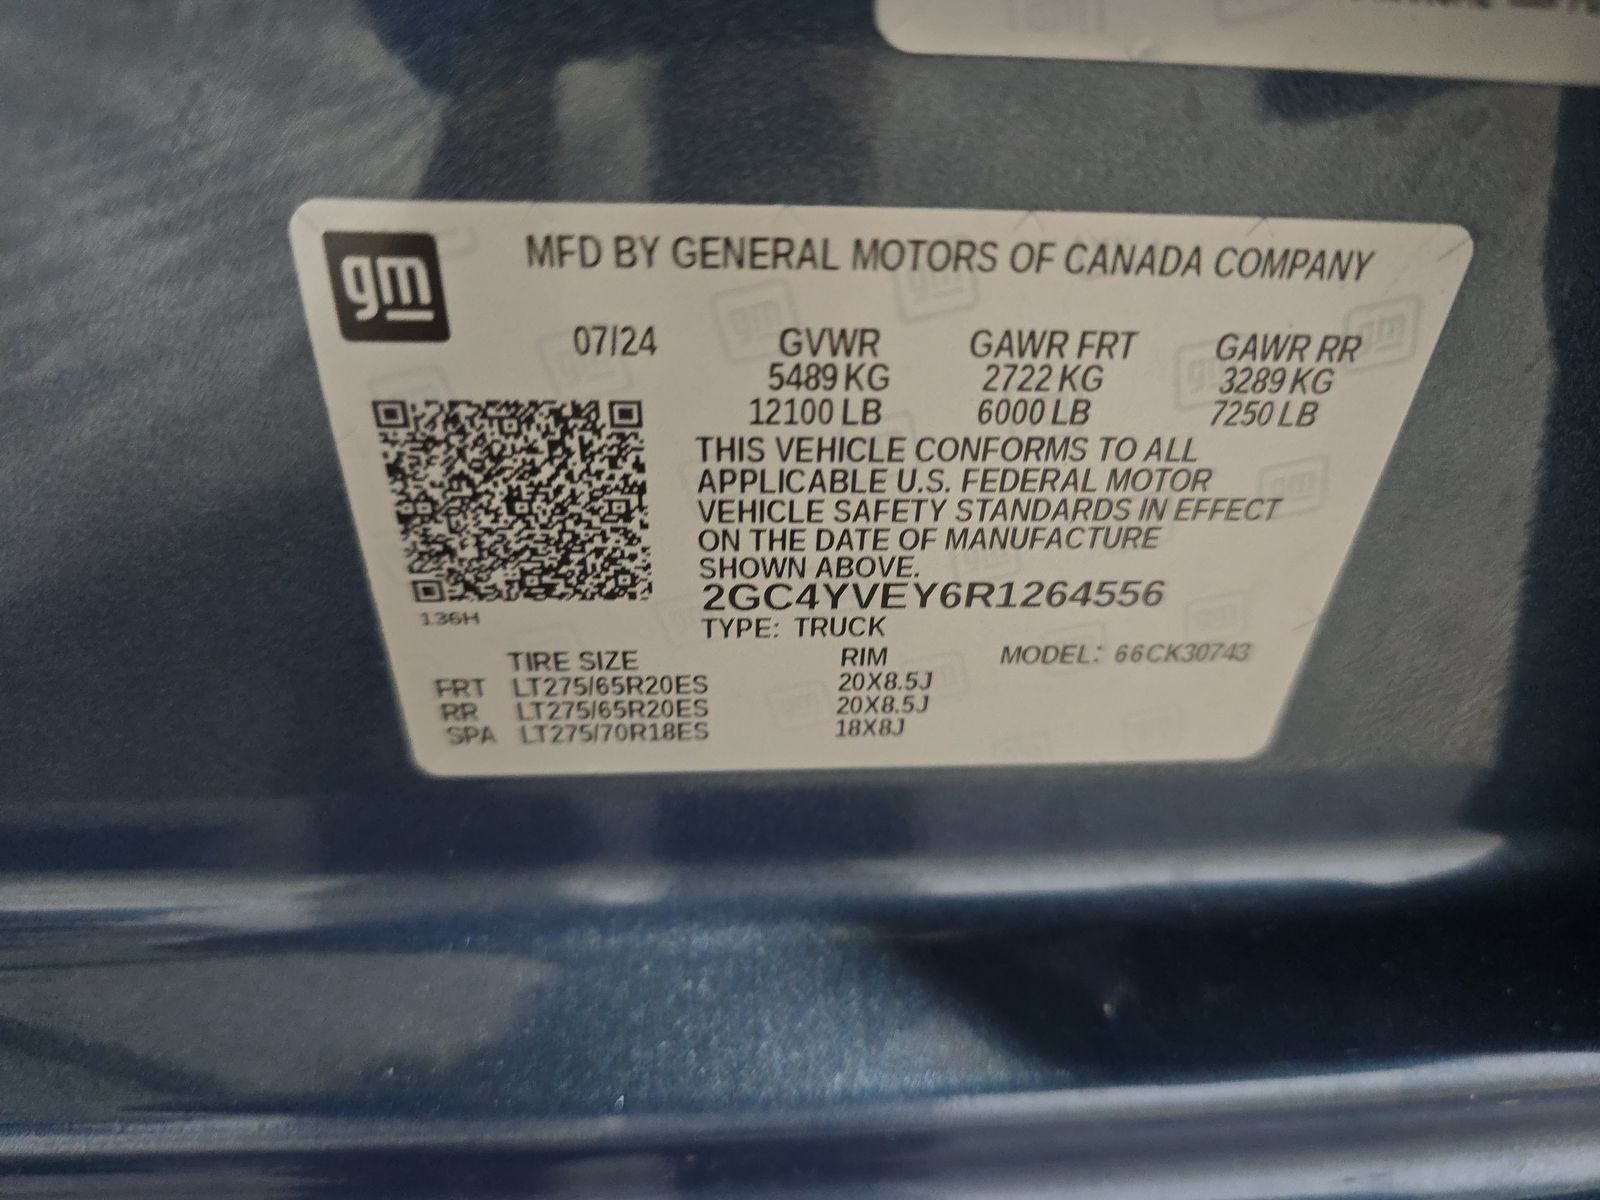 gm
MFD BY GENERAL MOTORS OF CANADA COMPANY
07/24 GVWR GAWR FRT GAWR RR
5489 KG 2722 KG 3289 KG
12100 LB 6000 LB 7250 LB
THIS VEHICLE CONFORMS TO ALL
APPLICABLE U.S. FEDERAL MOTOR
VEHICLE SAFETY STANDARDS IN EFFECT
ON THE DATE OF MANUFACTURE
SHOWN ABOVE.
2GC4YVEY6R1264556
136H
TYPE: TRUCK
TIRE SIZE RIM MODEL: 66CK30743
FRT LT275/65R20ES 20X8.5J
RR LT275/65R20ES 20X8.5J
SPA LT275/70R18ES 18X8J